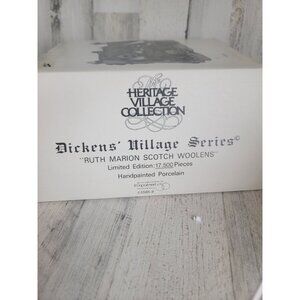 The
HERITAGE
VILLAGE
COLLECTION
Dickens' Village Series©
"RUTH MARION SCOTCH WOOLENS"
Limited Edition: 17,500 Pieces
Handpainted Porcelain